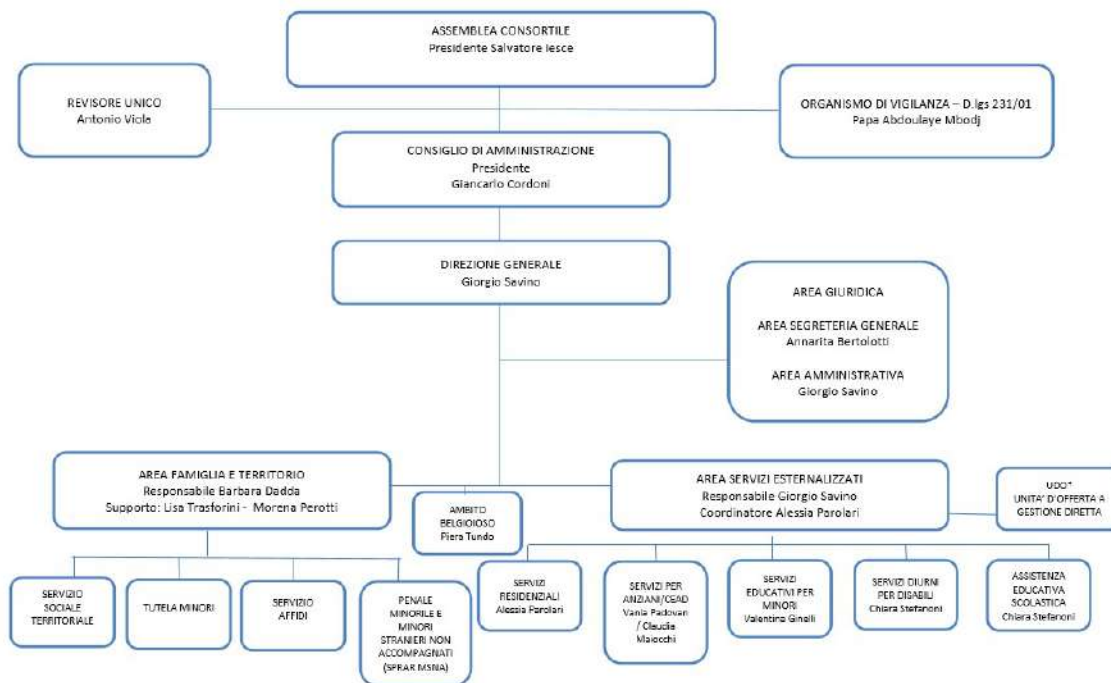 ASSEMBLEA CONSORTILE
Presidente Salvatore Iesce
REVISORE UNICO
Antonio Viola
ORGANISMO DI VIGILANZA – D.lgs 231/01
Papa Abdoulaye Mbodj
CONSIGLIO DI AMMINISTRAZIONE
Presidente
Giancarlo Cordoni
DIREZIONE GENERALE
Giorgio Savino
AREA GIURIDICA
AREA SEGRETERIA GENERALE
Annarita Bertolotti
AREA AMMINISTRATIVA
Giorgio Savino
AREA FAMIGLIA E TERRITORIO
Responsabile Barbara Dadda
Supporto: Lisa Trasforini - Morena Perotti
AMBITO
BELGIOIOSO
Piera Tundo
AREA SERVIZI ESTERNALIZZATI
Responsabile Giorgio Savino
Coordinatore Alessia Parolari
UDO*
UNITA' D'OFFERTA A
GESTIONE DIRETTA
SERVIZIO
SOCIALE
TERRITORIALE
TUTELA MINORI
SERVIZIO
AFFIDI
PENALE
MINORILE E
MINORI
STRANIERI NON
ACCOMPAGNATI
(SPRAR MSNA)
SERVIZI
RESIDENZIALI
Alessia Parolari
SERVIZI PER
ANZIANI/CEAD
Vania Padovan
/ Claudia
Maiocchi
SERVIZI
EDUCATIVI PER
MINORI
Valentina Ginelli
SERVIZI DIURNI
PER DISABILI
Chiara Stefanoni
ASSISTENZA
EDUCATIVA
SCOLASTICA
Chiara Stefanoni